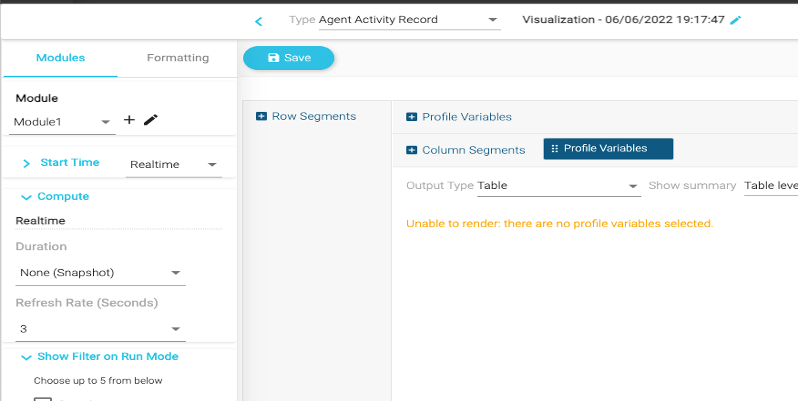 Type Agent Activity Record
Visualization - 06/06/2022 19:17:47
Modules
Formatting
Save
Module
Module1
Row Segments
Profile Variables
Column Segments
Profile Variables
Start Time
Realtime
Output Type Table
Show summary Table leve
Compute
Realtime
Unable to render: there are no profile variables selected.
Duration
None (Snapshot)
Refresh Rate (Seconds)
3
Show Filter on Run Mode
Choose up to 5 from below